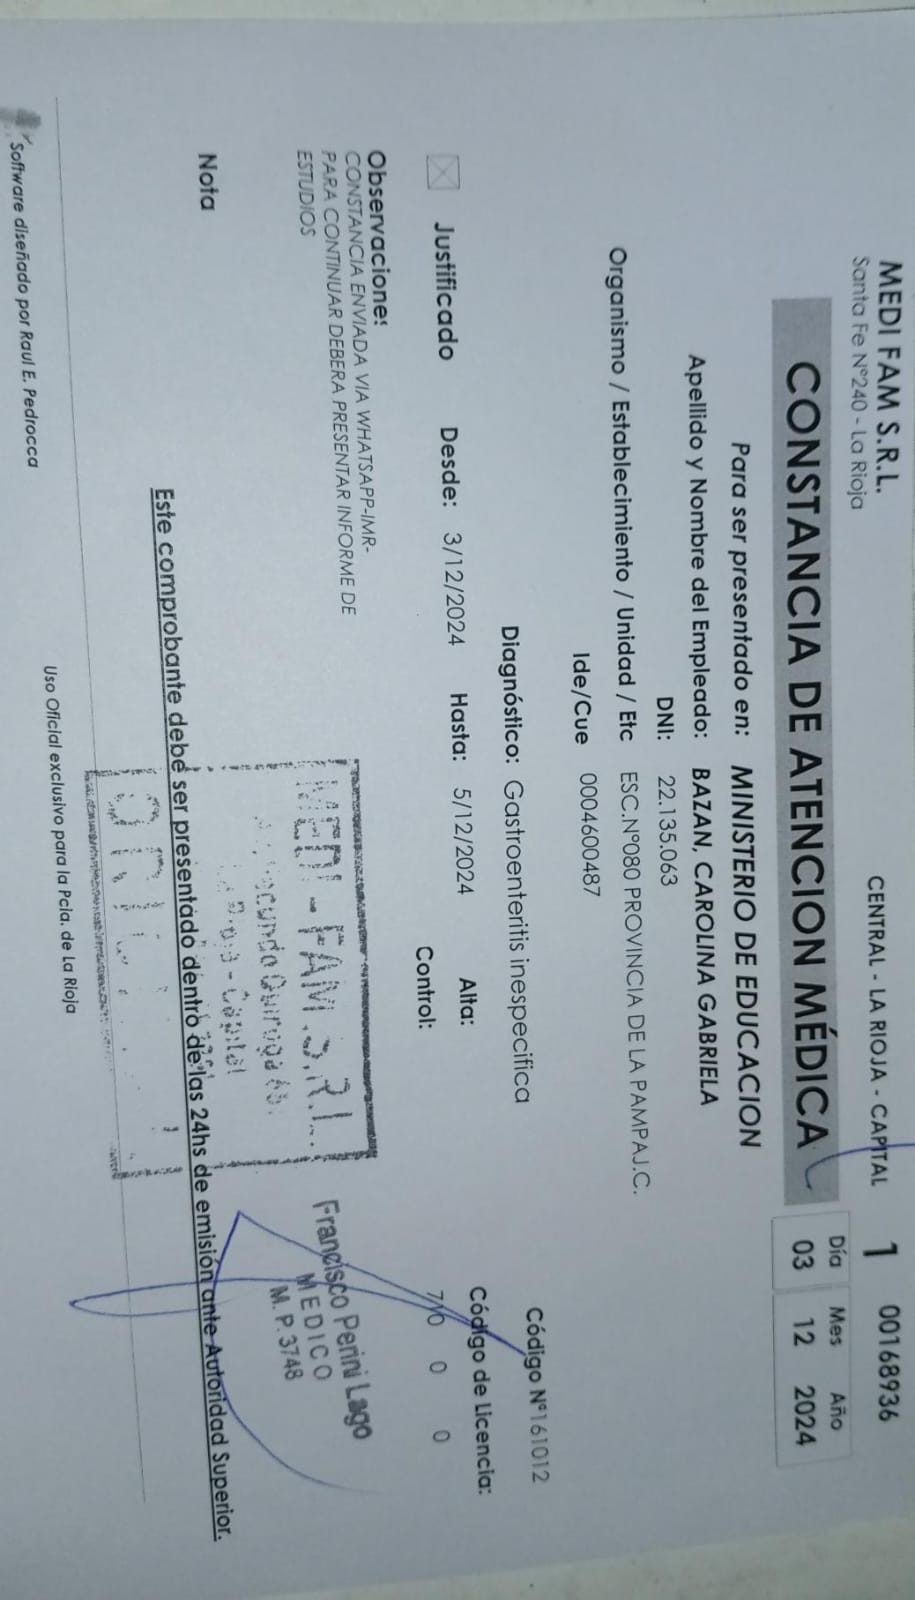 MEDI FAM S.R.L.
Santa Fe Nº240 - La Rioja
CENTRAL - LA RIOJA - CAPITAL
1 00168936
CONSTANCIA DE ATENCION MÉDICA
Día Mes Año
03 12 2024
Para ser presentado en: MINISTERIO DE EDUCACION
Apellido y Nombre del Empleado: BAZAN, CAROLINA GABRIELA
DNI: 22.135.063
Organismo / Establecimiento / Unidad / Etc ESC.Nº080 PROVINCIA DE LA PAMPAJ.C.
Ide/Cue 0004600487
Diagnóstico: Gastroenteritis inespecifica
Código Nº161012
Justificado Desde: 3/12/2024 Hasta: 5/12/2024 Alta:
Código de Licencia:
Control:
0 0
Observacione:
CONSTANCIA ENVIADA VIA WHATSAPP-IMR-
PARA CONTINUAR DEBERA PRESENTAR INFORME DE
ESTUDIOS
MEDI - FAM S.R.L.
Francisco Perini Lago
MEDICO
M.P. 3748
Nota
Este comprobante debe ser presentado dentro de las 24hs de emisión ante Autoridad Superior.
Software diseñado por Raul E. Pedrocca
Uso Oficial exclusivo para la Pcia. de La Rioja